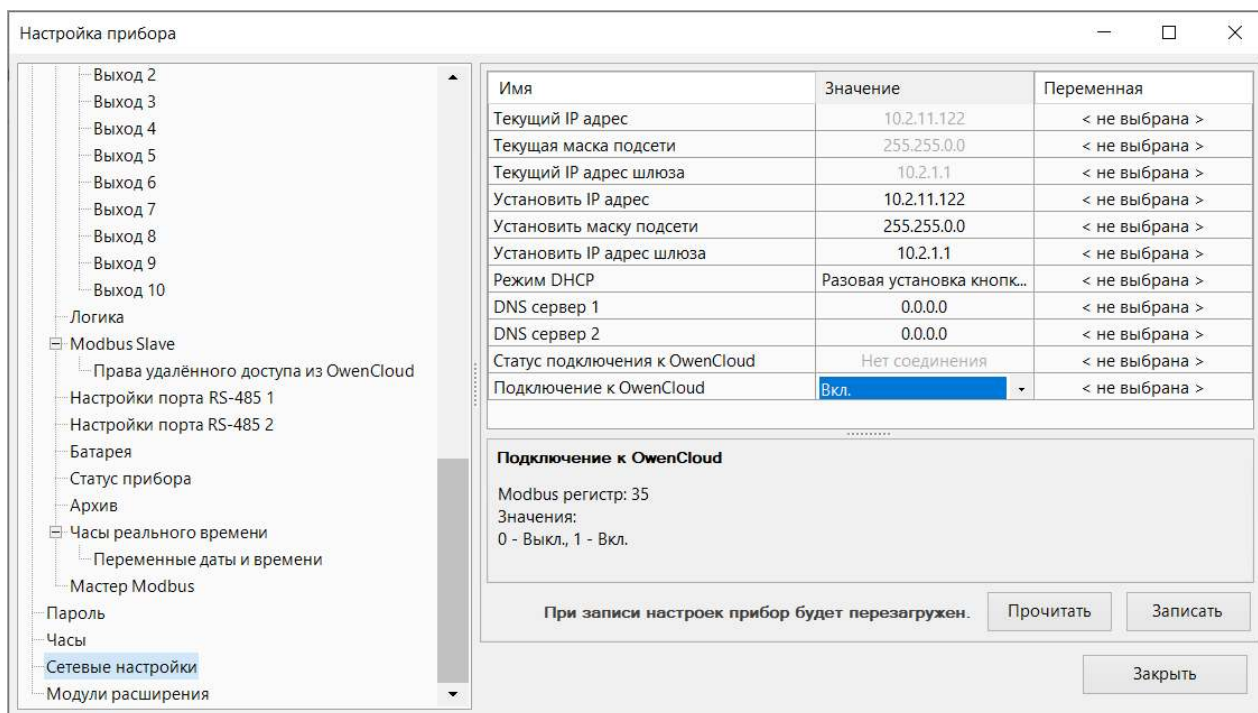 Настройка прибора
Выход 2
Выход 3
Выход 4
Выход 5
Выход 6
Выход 7
Выход 8
Выход 9
Выход 10
Логика
Modbus Slave
Права удалённого доступа из OwenCloud
Настройки порта RS-485 1
Настройки порта RS-485 2
Батарея
Статус прибора
Архив
Часы реального времени
Переменные даты и времени
Мастер Modbus
Пароль
Часы
Сетевые настройки
Модули расширения
Имя Значение Переменная
Текущий IP адрес 10.2.11.122 < не выбрана >
Текущая маска подсети 255.255.0.0 < не выбрана >
Текущий IP адрес шлюза 10.2.1.1 < не выбрана >
Установить IP адрес 10.2.11.122 < не выбрана >
Установить маску подсети 255.255.0.0 < не выбрана >
Установить IP адрес шлюза 10.2.1.1 < не выбрана >
Режим DHCP Разовая установка кнопк... < не выбрана >
DNS сервер 1 0.0.0.0 < не выбрана >
DNS сервер 2 0.0.0.0 < не выбрана >
Статус подключения к OwenCloud Нет соединения < не выбрана >
Подключение к OwenCloud Вкл. < не выбрана >
Подключение к OwenCloud
Modbus регистр: 35
Значения:
0 - Выкл., 1 - Вкл.
При записи настроек прибор будет перезагружен. Прочитать Записать
Закрыть